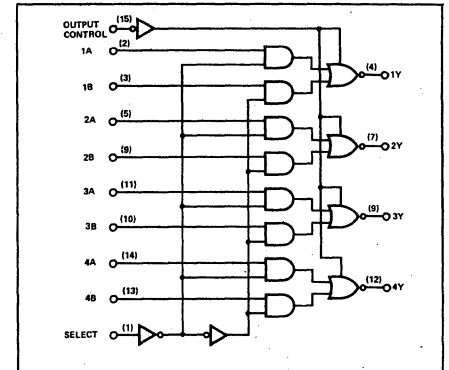 OUTPUT (15)
CONTROL
1A (2)
(4) 1Y
1B (3)
2A (5)
(7) 2Y
2B (9)
3A (11)
(9) 3Y
3B (10)
4A (14)
(12) 4Y
4B (13)
SELECT (1)